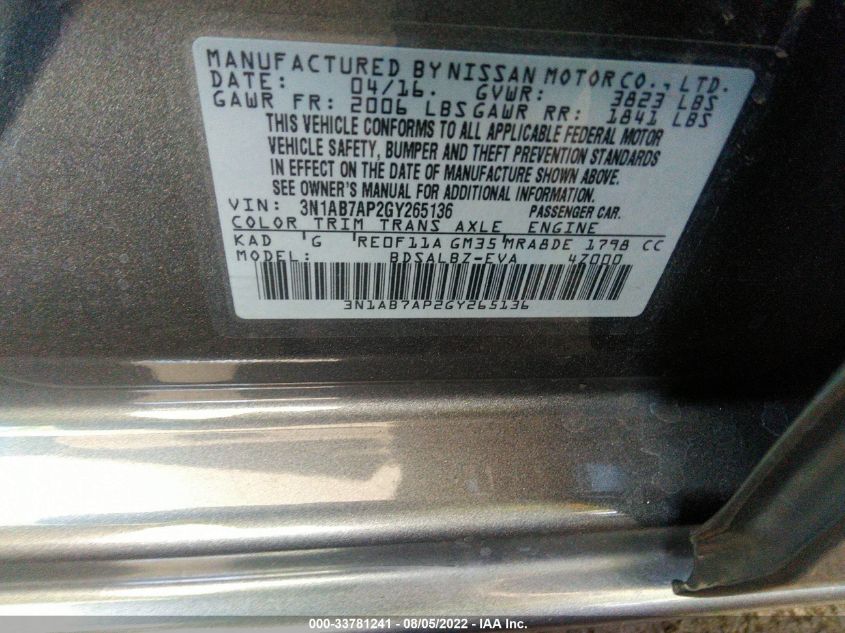 MANUFACTURED BY NISSAN MOTOR CO., LTD.
DATE: 04/16. GVWR: 3823 LBS
GAWR FR: 2006 LBS GAWR RR: 1841 LBS
THIS VEHICLE CONFORMS TO ALL APPLICABLE FEDERAL MOTOR
VEHICLE SAFETY, BUMPER AND THEFT PREVENTION STANDARDS
IN EFFECT ON THE DATE OF MANUFACTURE SHOWN ABOVE.
SEE OWNER'S MANUAL FOR ADDITIONAL INFORMATION.
VIN: 3N1AB7AP2GY265136 PASSENGER CAR.
COLOR TRIM TRANS AXLE ENGINE
KAD G RE0F11A GM35 MRA8DE 1798 CC
MODEL: BDSALBZ-EVA 47000
3N1AB7AP2GY265136
000-33781241 - 08/05/2022 - IAA Inc.